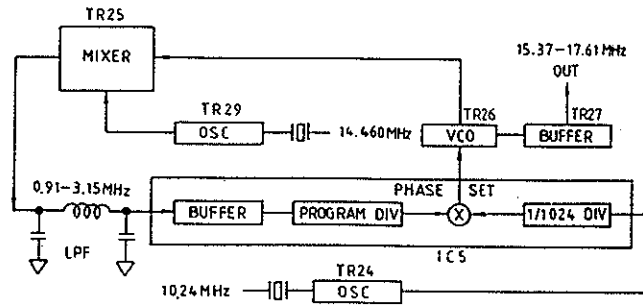 TR25
MIXER
15.37-17.61MHz
OUT
TR29
OSC
14.460MHz
TR26
VCO
TR27
BUFFER
0.91-3.15MHz
LPF
PHASE SET
BUFFER
PROGRAM DIV
X
1/1024 DIV
IC5
10.24MHz
TR24
OSC